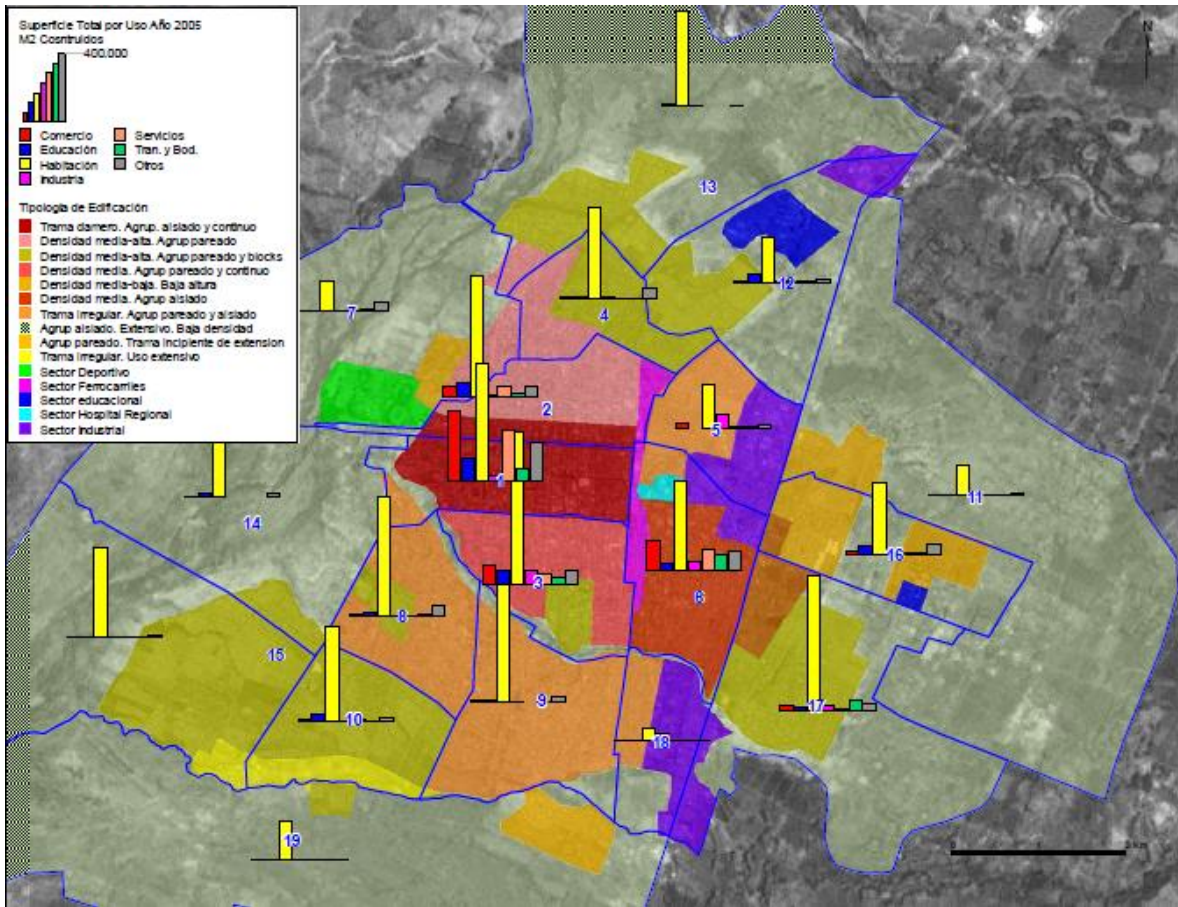 Superficie Total por Uso Año 2005
M2 Cosntruidos
400,000
Comercio
Servicios
Educación
Tran. y Bod.
Habitación
Otros
Industria
Tipología de Edificación
Trama damero. Agrup. aislado y continuo
Densidad media-alta. Agrup pareado
Densidad media-alta. Agrup pareado y blocks
Densidad media. Agrup pareado y continuo
Densidad media-baja. Baja altura
Densidad media. Agrup aislado
Trama Irregular. Agrup pareado y aislado
Agrup aislado. Extensivo. Baja densidad
Agrup pareado. Trama incipiente de extension
Trama Irregular. Uso extensivo
Sector Deportivo
Sector Ferrocarriles
Sector educacional
Sector Hospital Regional
Sector Industrial
N
13
12
4
7
2
5
1
11
14
16
3
6
8
15
9
17
10
18
19